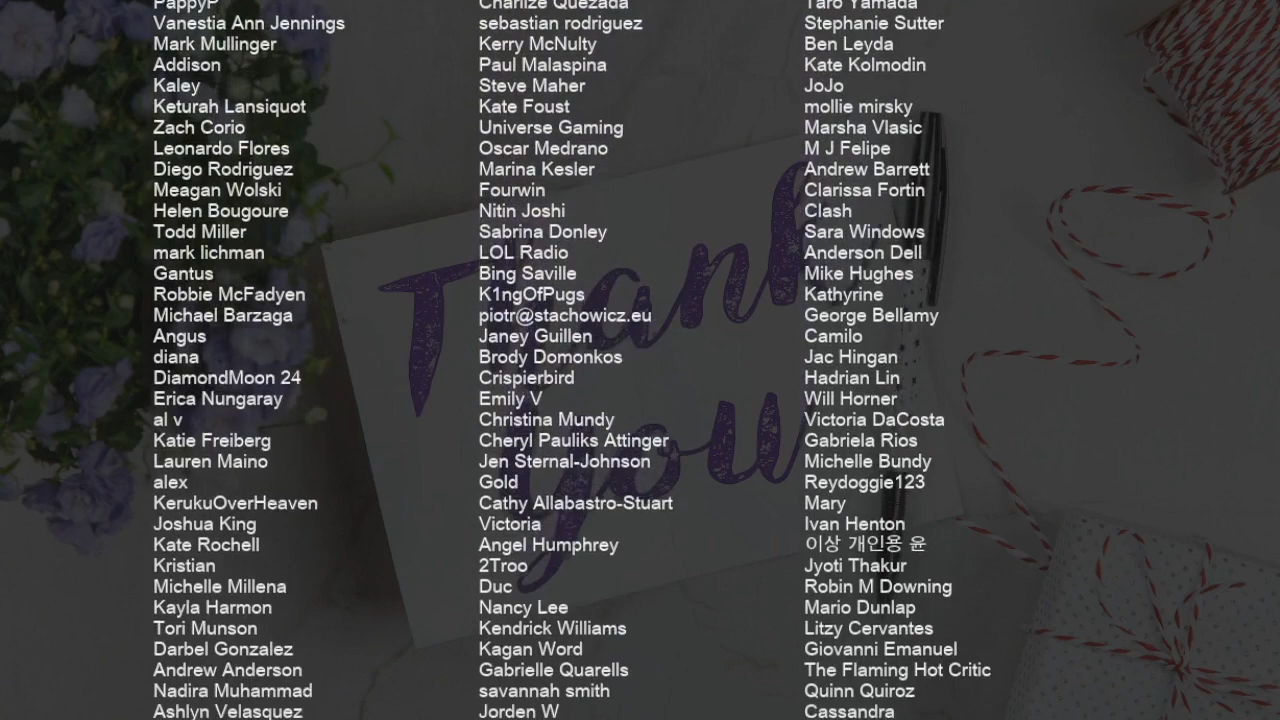 PappyP
Vanestia Ann Jennings
Mark Mullinger
Addison
Kaley
Keturah Lansiquot
Zach Corio
Leonardo Flores
Diego Rodriguez
Meagan Wolski
Helen Bougoure
Todd Miller
mark lichman
Gantus
Robbie McFadyen
Michael Barzaga
Angus
diana
DiamondMoon 24
Erica Nungaray
al v
Katie Freiberg
Lauren Maino
alex
KerukuOverHeaven
Joshua King
Kate Rochell
Kristian
Michelle Millena
Kayla Harmon
Tori Munson
Darbel Gonzalez
Andrew Anderson
Nadira Muhammad
Ashlyn Velasquez
Charlize Quezada
sebastian rodriguez
Kerry McNulty
Paul Malaspina
Steve Maher
Kate Foust
Universe Gaming
Oscar Medrano
Marina Kesler
Fourwin
Nitin Joshi
Sabrina Donley
LOL Radio
Bing Saville
K1ngOfPugs
piotr@stachowicz.eu
Janey Guillen
Brody Domonkos
Crispierbird
Emily V
Christina Mundy
Cheryl Pauliks Attinger
Jen Sternal-Johnson
Gold
Cathy Allabastro-Stuart
Victoria
Angel Humphrey
2Troo
Duc
Nancy Lee
Kendrick Williams
Kagan Word
Gabrielle Quarells
savannah smith
Jorden W
Taro Yamada
Stephanie Sutter
Ben Leyda
Kate Kolmodin
JoJo
mollie mirsky
Marsha Vlasic
M J Felipe
Andrew Barrett
Clarissa Fortin
Clash
Sara Windows
Anderson Dell
Mike Hughes
Kathyrine
George Bellamy
Camilo
Jac Hingan
Hadrian Lin
Will Horner
Victoria DaCosta
Gabriela Rios
Michelle Bundy
Reydoggie123
Mary
Ivan Henton
이상 개인용 윤
Jyoti Thakur
Robin M Downing
Mario Dunlap
Litzy Cervantes
Giovanni Emanuel
The Flaming Hot Critic
Quinn Quiroz
Cassandra
Thank
you